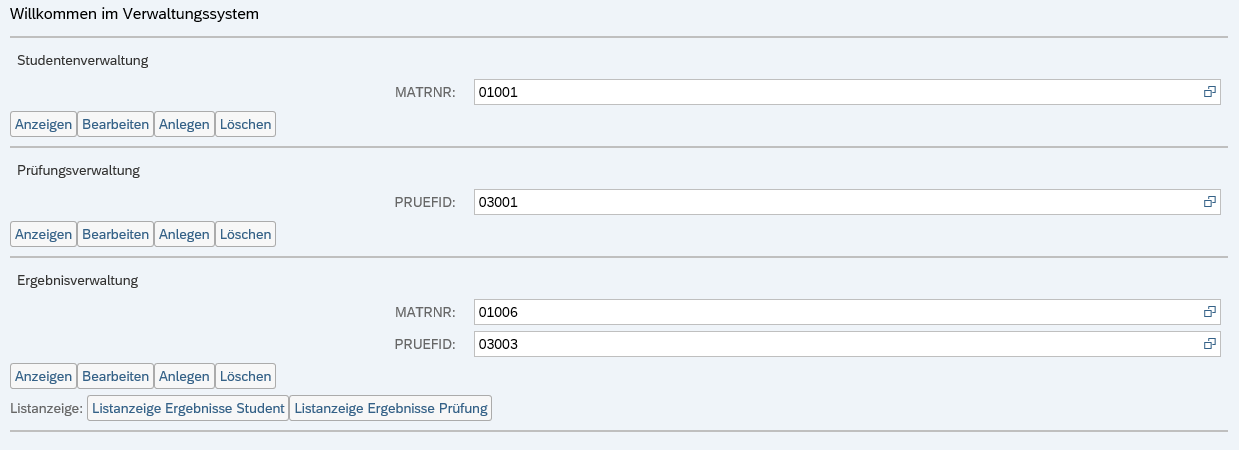 Willkommen im Verwaltungssystem
Studentenverwaltung
MATRNR: 01001
Anzeigen Bearbeiten Anlegen Löschen
Prüfungsverwaltung
PRUEFID: 03001
Anzeigen Bearbeiten Anlegen Löschen
Ergebnisverwaltung
MATRNR: 01006
PRUEFID: 03003
Anzeigen Bearbeiten Anlegen Löschen
Listanzeige: Listanzeige Ergebnisse Student Listanzeige Ergebnisse Prüfung